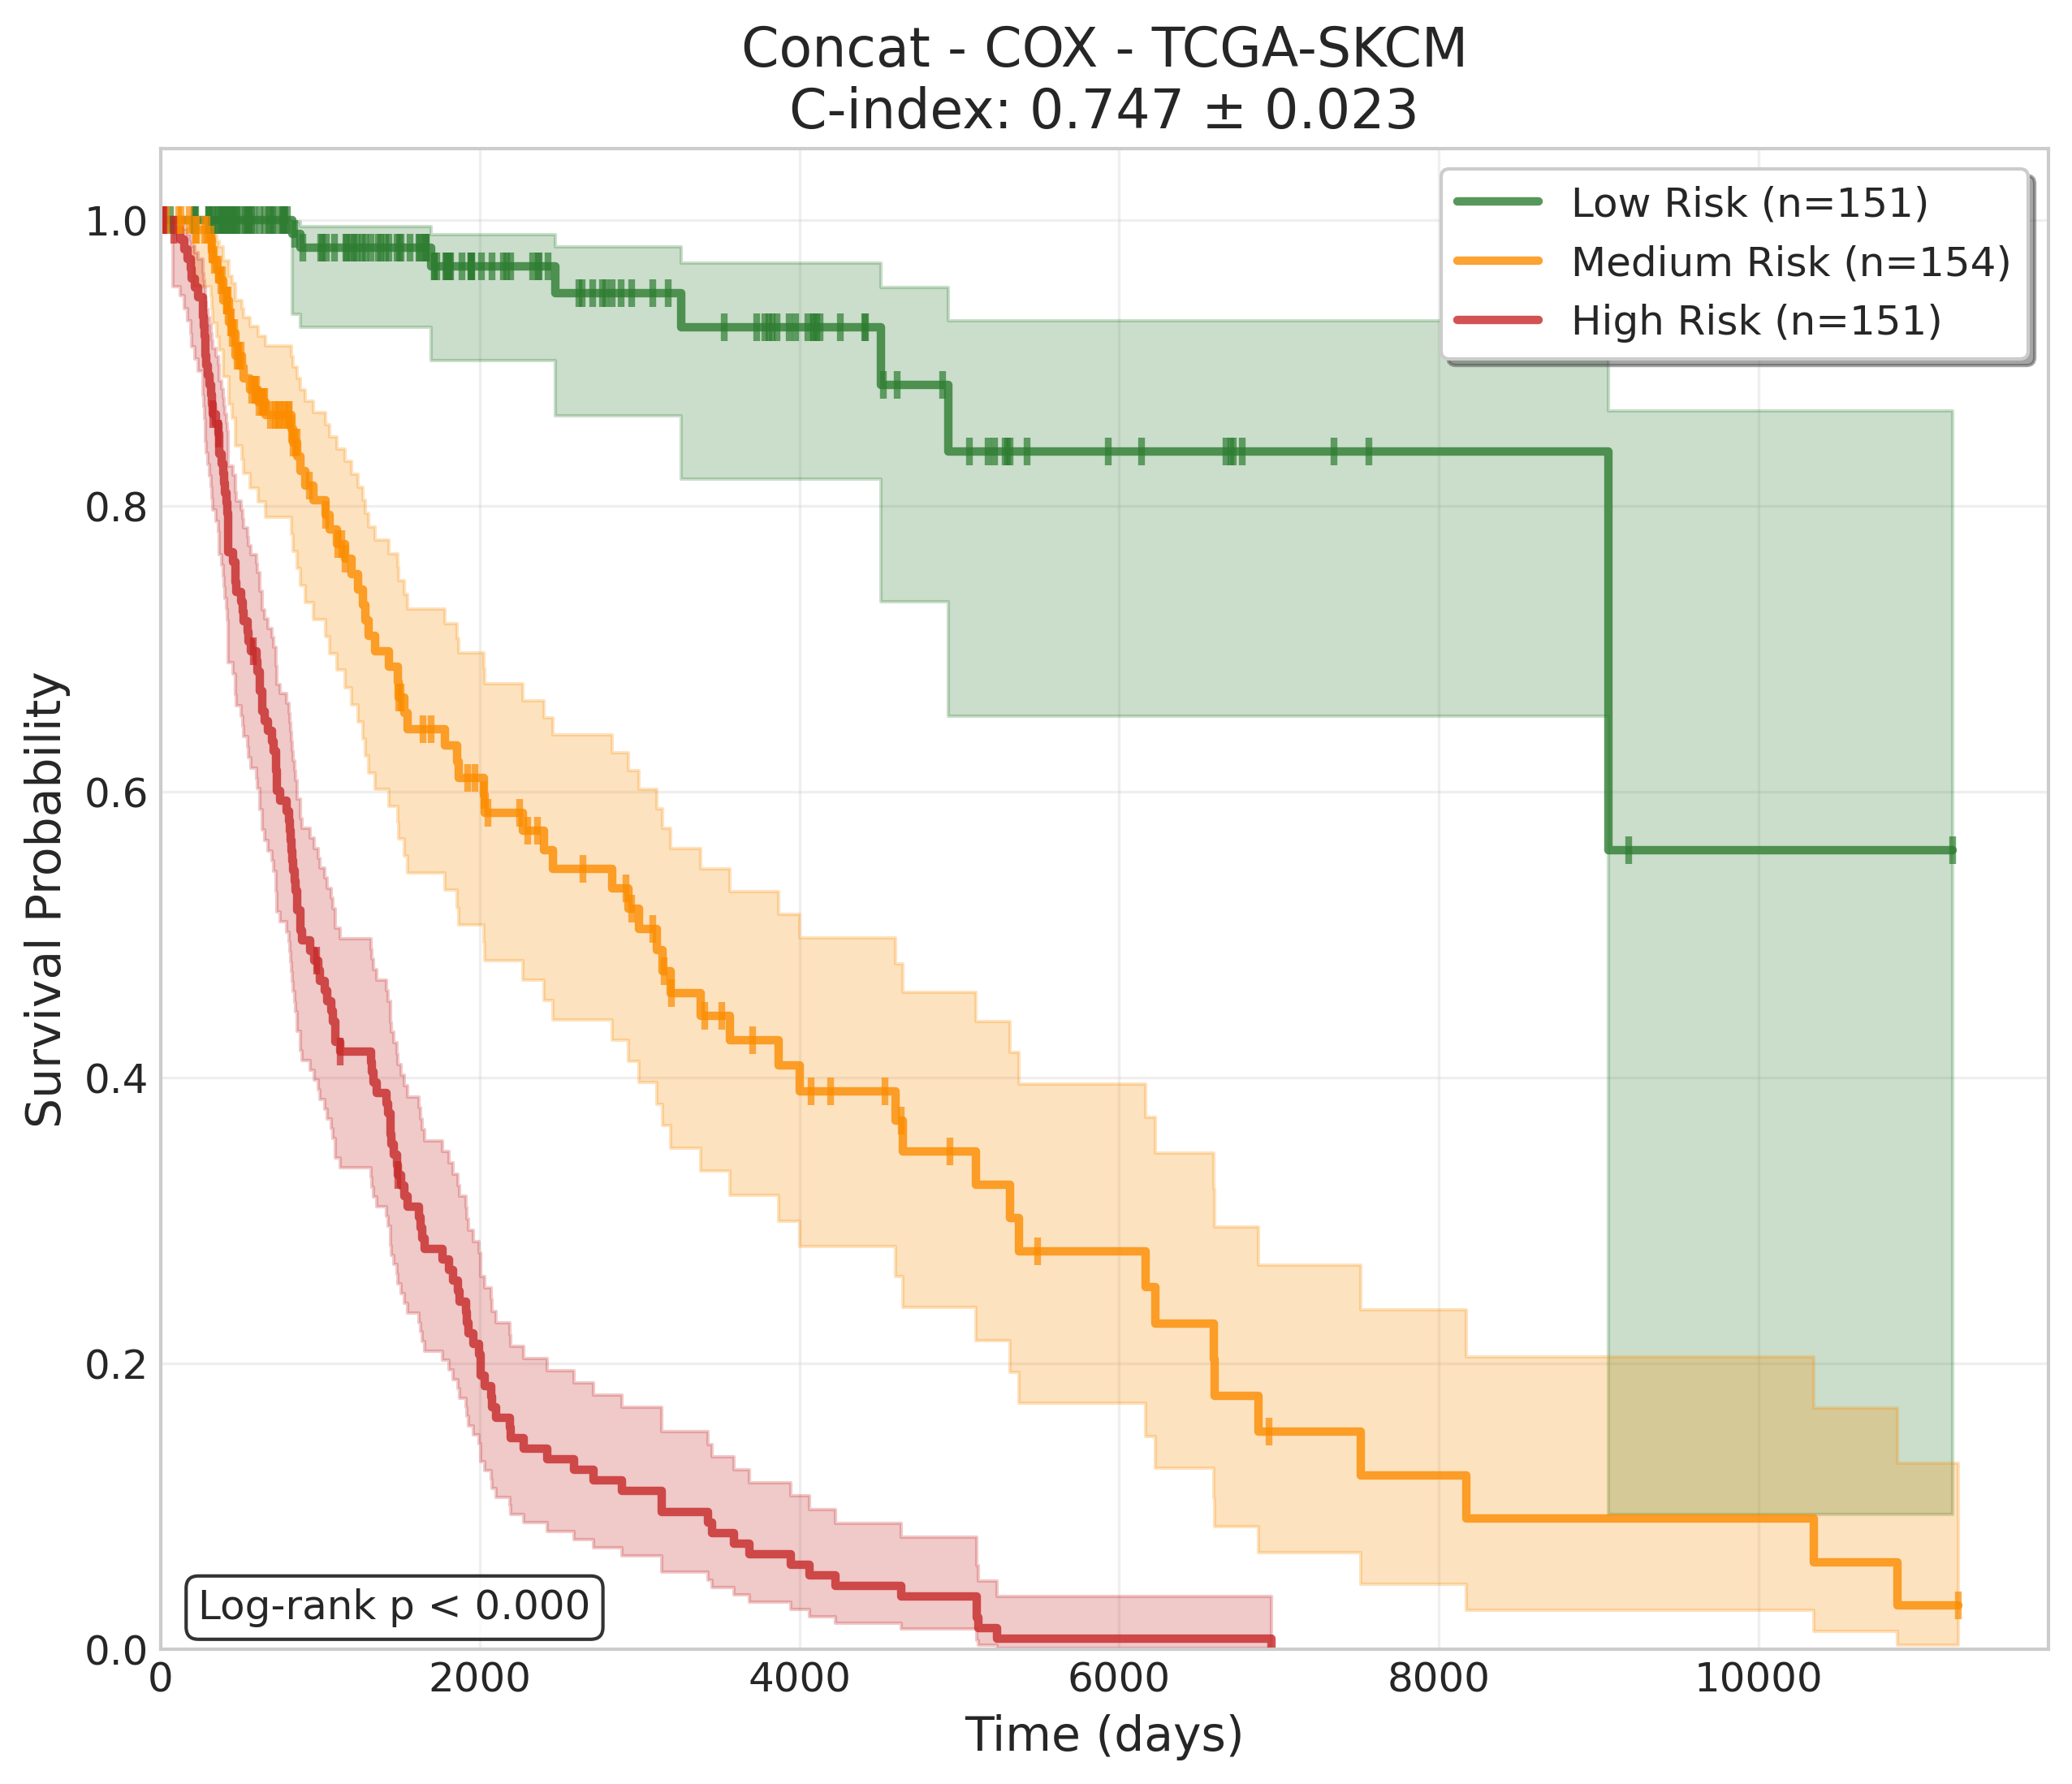 Concat - COX - TCGA-SKCM
C-index: 0.747 ± 0.023
Low Risk (n=151)
Medium Risk (n=154)
High Risk (n=151)
Survival Probability
1.0
0.8
0.6
0.4
0.2
0.0
Log-rank p < 0.000
0 2000 4000 6000 8000 10000
Time (days)